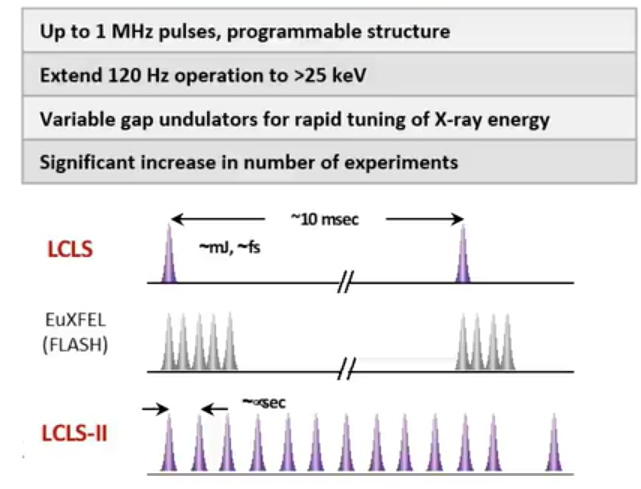 Up to 1 MHz pulses, programmable structure
Extend 120 Hz operation to >25 keV
Variable gap undulators for rapid tuning of X-ray energy
Significant increase in number of experiments
~10 msec
LCLS
~mJ, ~fs
EuXFEL
(FLASH)
LCLS-II